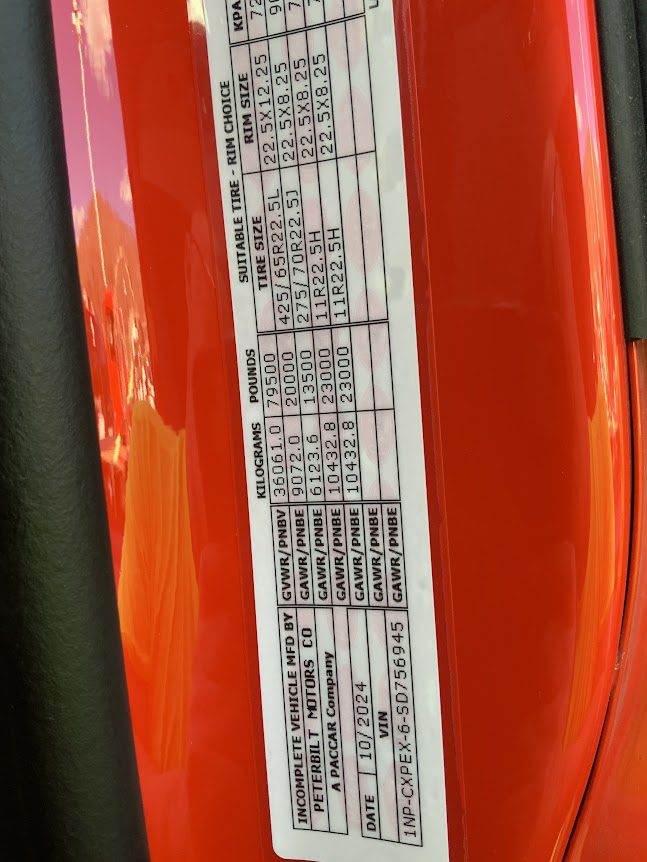 SUITABLE TIRE - RIM CHOICE
KILOGRAMS POUNDS TIRE SIZE RIM SIZE KPA
INCOMPLETE VEHICLE MFD BY
PETERBILT MOTORS CO
A PACCAR Company
DATE 10/2024
VIN
1NP-CXPEX-6-SD756945
GVWR/PNBV 36061.0 79500
GAWR/PNBE 9072.0 20000 425/65R22.5L 22.5X12.25
GAWR/PNBE 6123.6 13500 275/70R22.5J 22.5X8.25
GAWR/PNBE 10432.8 23000 11R22.5H 22.5X8.25
GAWR/PNBE 10432.8 23000 11R22.5H 22.5X8.25
GAWR/PNBE
GAWR/PNBE